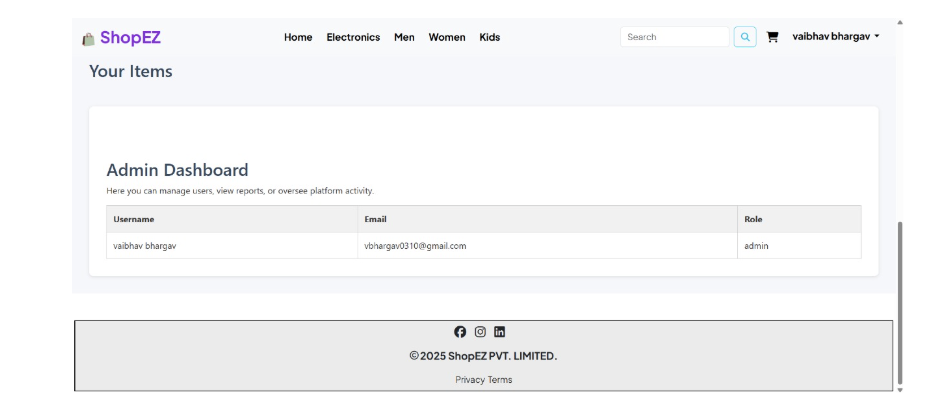 ShopEZ Home Electronics Men Women Kids Search vaibhav bhargav
Your Items
Admin Dashboard
Here you can manage users, view reports, or oversee platform activity.
Username Email Role
vaibhav bhargav vbhargav0310@gmail.com admin
©2025 ShopEZ PVT. LIMITED.
Privacy Terms